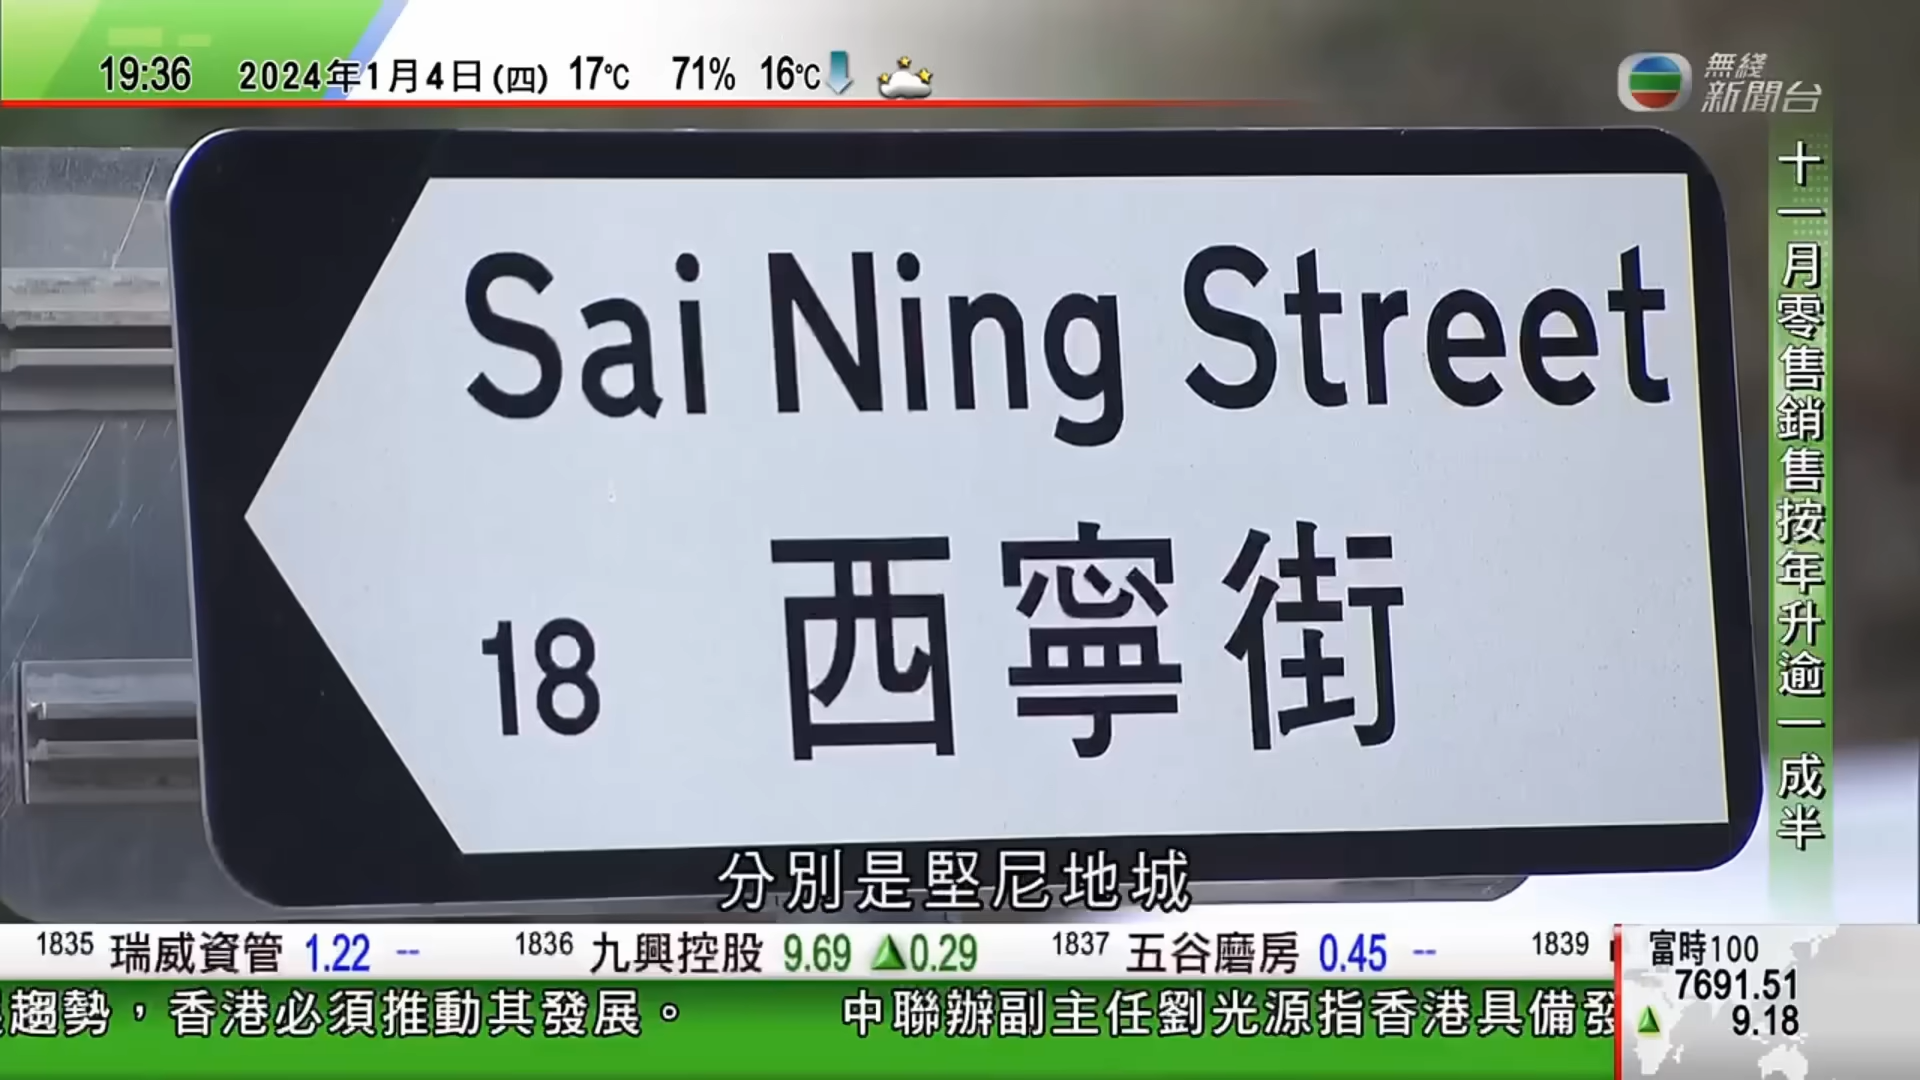 19:36 2024年1月4日(四) 17°C 71% 16°C
無綫
新聞台
Sai Ning Street
18 西寧街
十一月零售銷售按年升逾一成半
分別是堅尼地城
1835 瑞威資管 1.22 -- 1836 九興控股 9.69 ▲0.29 1837 五谷磨房 0.45 -- 1839
富時100
7691.51
▲ 9.18
趨勢，香港必須推動其發展。 中聯辦副主任劉光源指香港具備發